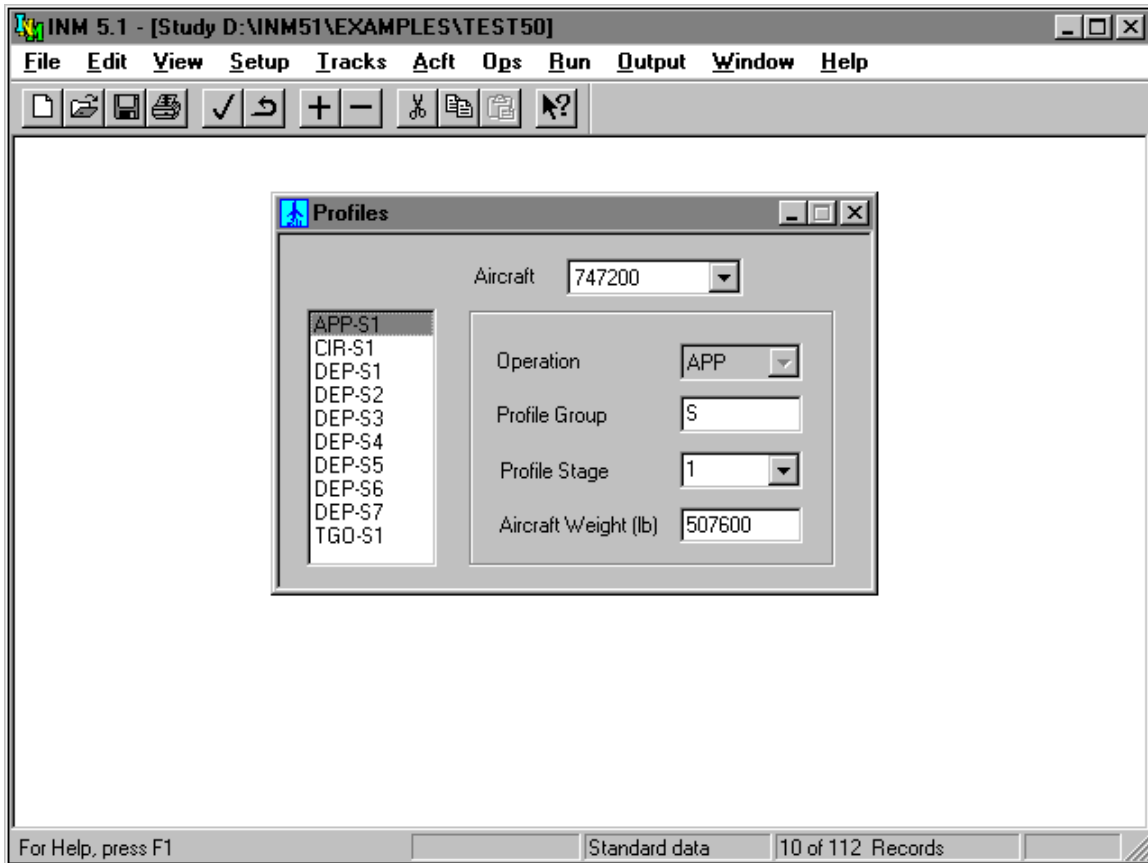 INM 5.1 - [Study D:\INM51\EXAMPLES\TEST50]
File Edit View Setup Tracks Acft Ops Run Output Window Help
Profiles
Aircraft 747200
APP-S1
CIR-S1
DEP-S1
DEP-S2
DEP-S3
DEP-S4
DEP-S5
DEP-S6
DEP-S7
TGO-S1
Operation APP
Profile Group S
Profile Stage 1
Aircraft Weight (lb) 507600
For Help, press F1 Standard data 10 of 112 Records